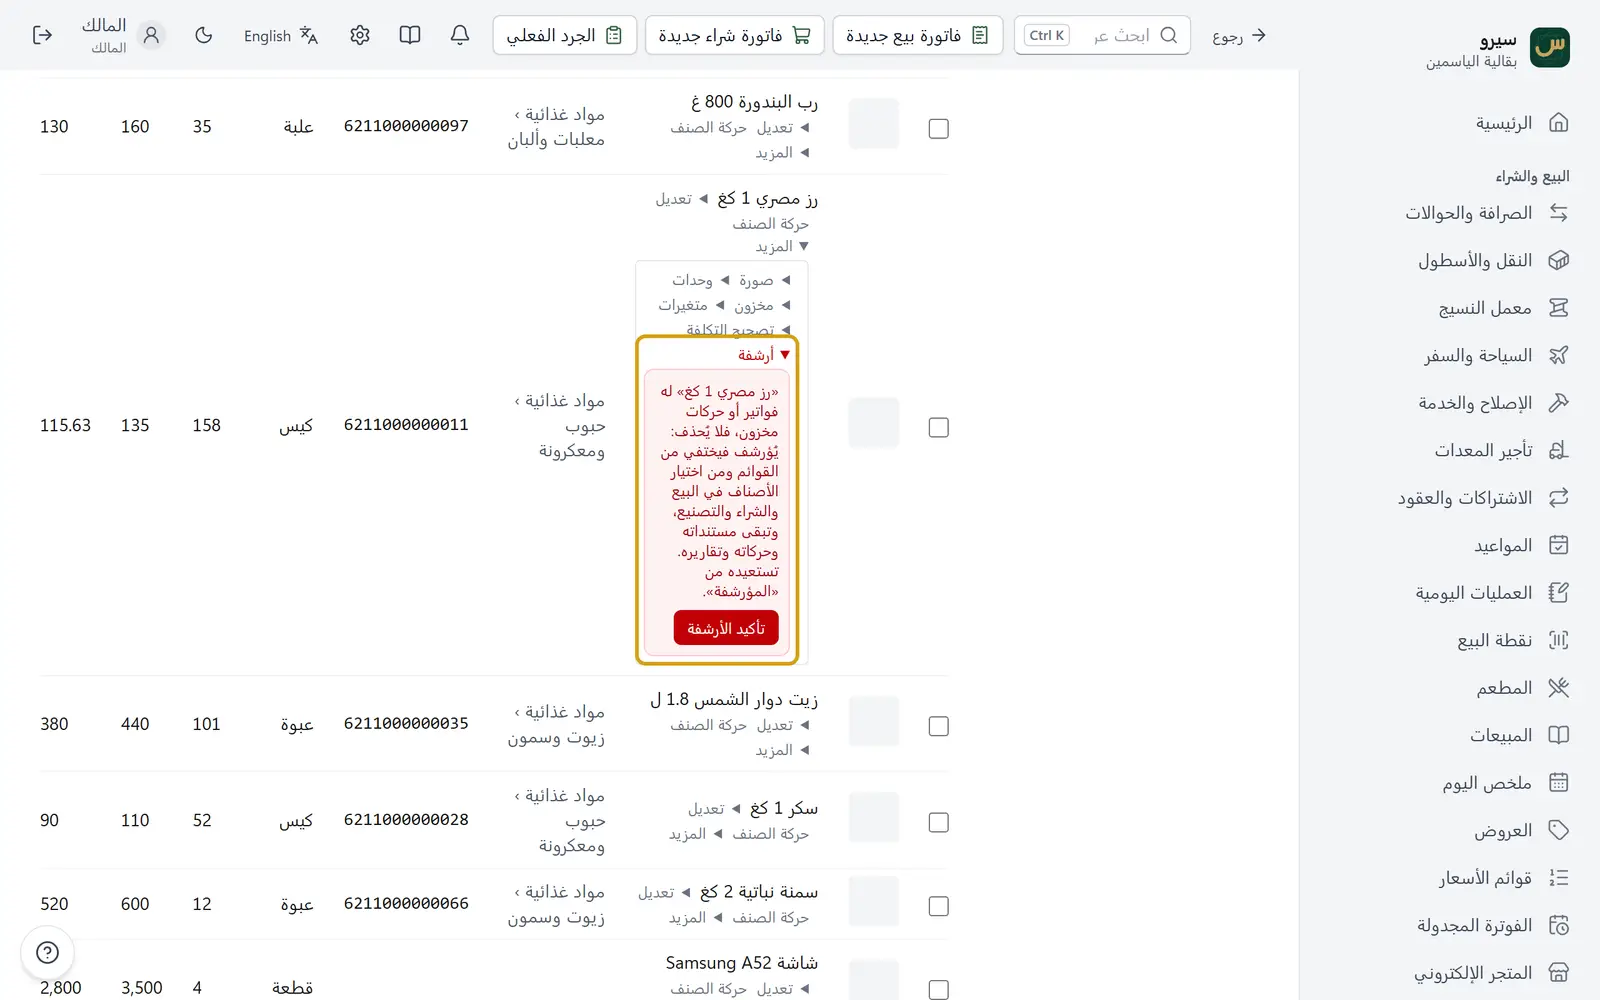 سيرو
بقالية الياسمين
رجوع
ابحث عن
Ctrl K
فاتورة بيع جديدة
فاتورة شراء جديدة
الجرد الفعلي
English
المالك
المالك
الرئيسية
البيع والشراء
الصرافة والحوالات
النقل والأسطول
معمل النسيج
السياحة والسفر
الإصلاح والخدمة
تأجير المعدات
الاشتراكات والعقود
المواعيد
العمليات اليومية
نقطة البيع
المطعم
المبيعات
ملخص اليوم
العروض
قوائم الأسعار
الفوترة المجدولة
المتجر الإلكتروني
رب البندورة 800 غ
◀ تعديل حركة الصنف
◀ المزيد
مواد غذائية ›
معلبات وألبان
6211000000097
علبة
35
160
130
رز مصري 1 كغ ◀ تعديل
حركة الصنف
▼ المزيد
◀ صورة ◀ وحدات
◀ مخزون ◀ متغيرات
◀ تصحيح التكلفة
▼ أرشفة
«رز مصري 1 كغ» له
فواتير أو حركات
مخزون، فلا يُحذف:
يُؤرشف فيختفي من
القوائم ومن اختيار
الأصناف في البيع
والشراء والتصنيع،
وتبقى مستنداته
وحركاته وتقاريره.
تستعيده من
«المؤرشفة».
تأكيد الأرشفة
مواد غذائية ›
حبوب
ومعكرونة
6211000000011
كيس
158
135
115.63
زيت دوار الشمس 1.8 ل
◀ تعديل حركة الصنف
◀ المزيد
مواد غذائية ›
زيوت وسمون
6211000000035
عبوة
101
440
380
سكر 1 كغ ◀ تعديل
حركة الصنف ◀ المزيد
مواد غذائية ›
حبوب
ومعكرونة
6211000000028
كيس
52
110
90
سمنة نباتية 2 كغ ◀ تعديل
حركة الصنف ◀ المزيد
مواد غذائية ›
زيوت وسمون
6211000000066
عبوة
12
600
520
شاشة Samsung A52
◀ تعديل حركة الصنف
قطعة
4
3,500
2,800